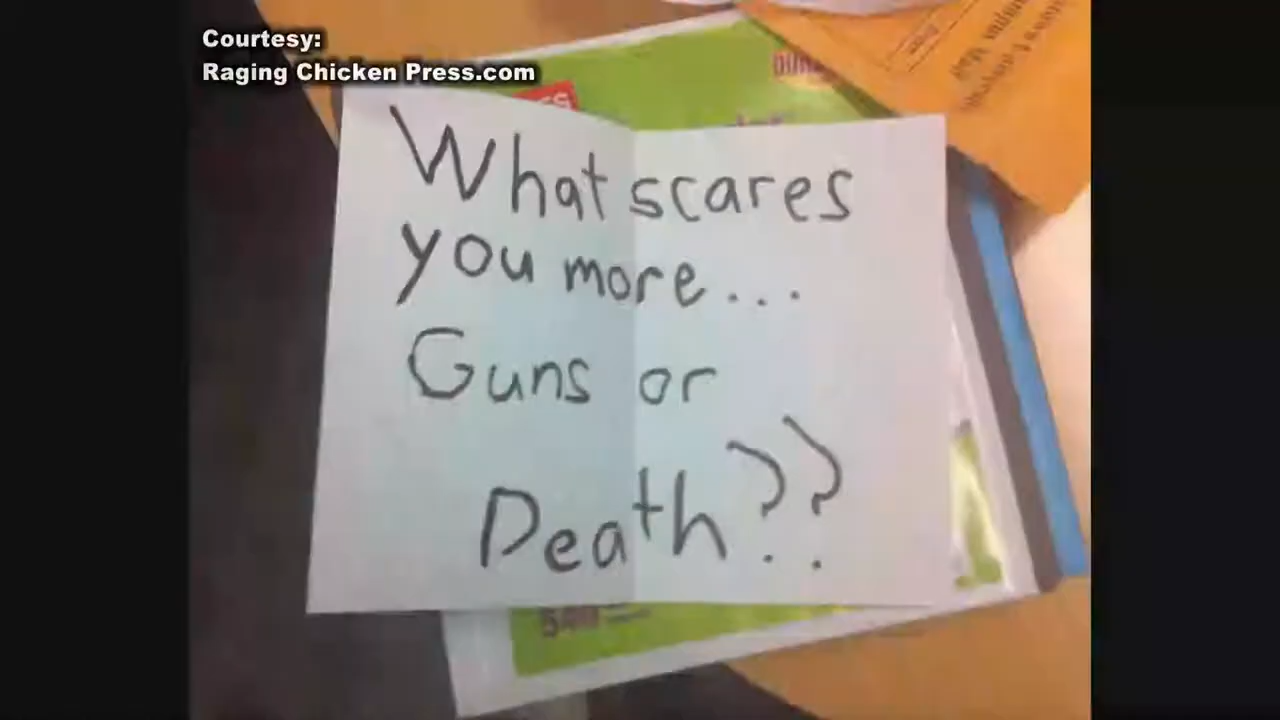 Courtesy:
Raging Chicken Press.com
What scares
you more...
Guns or
Death??